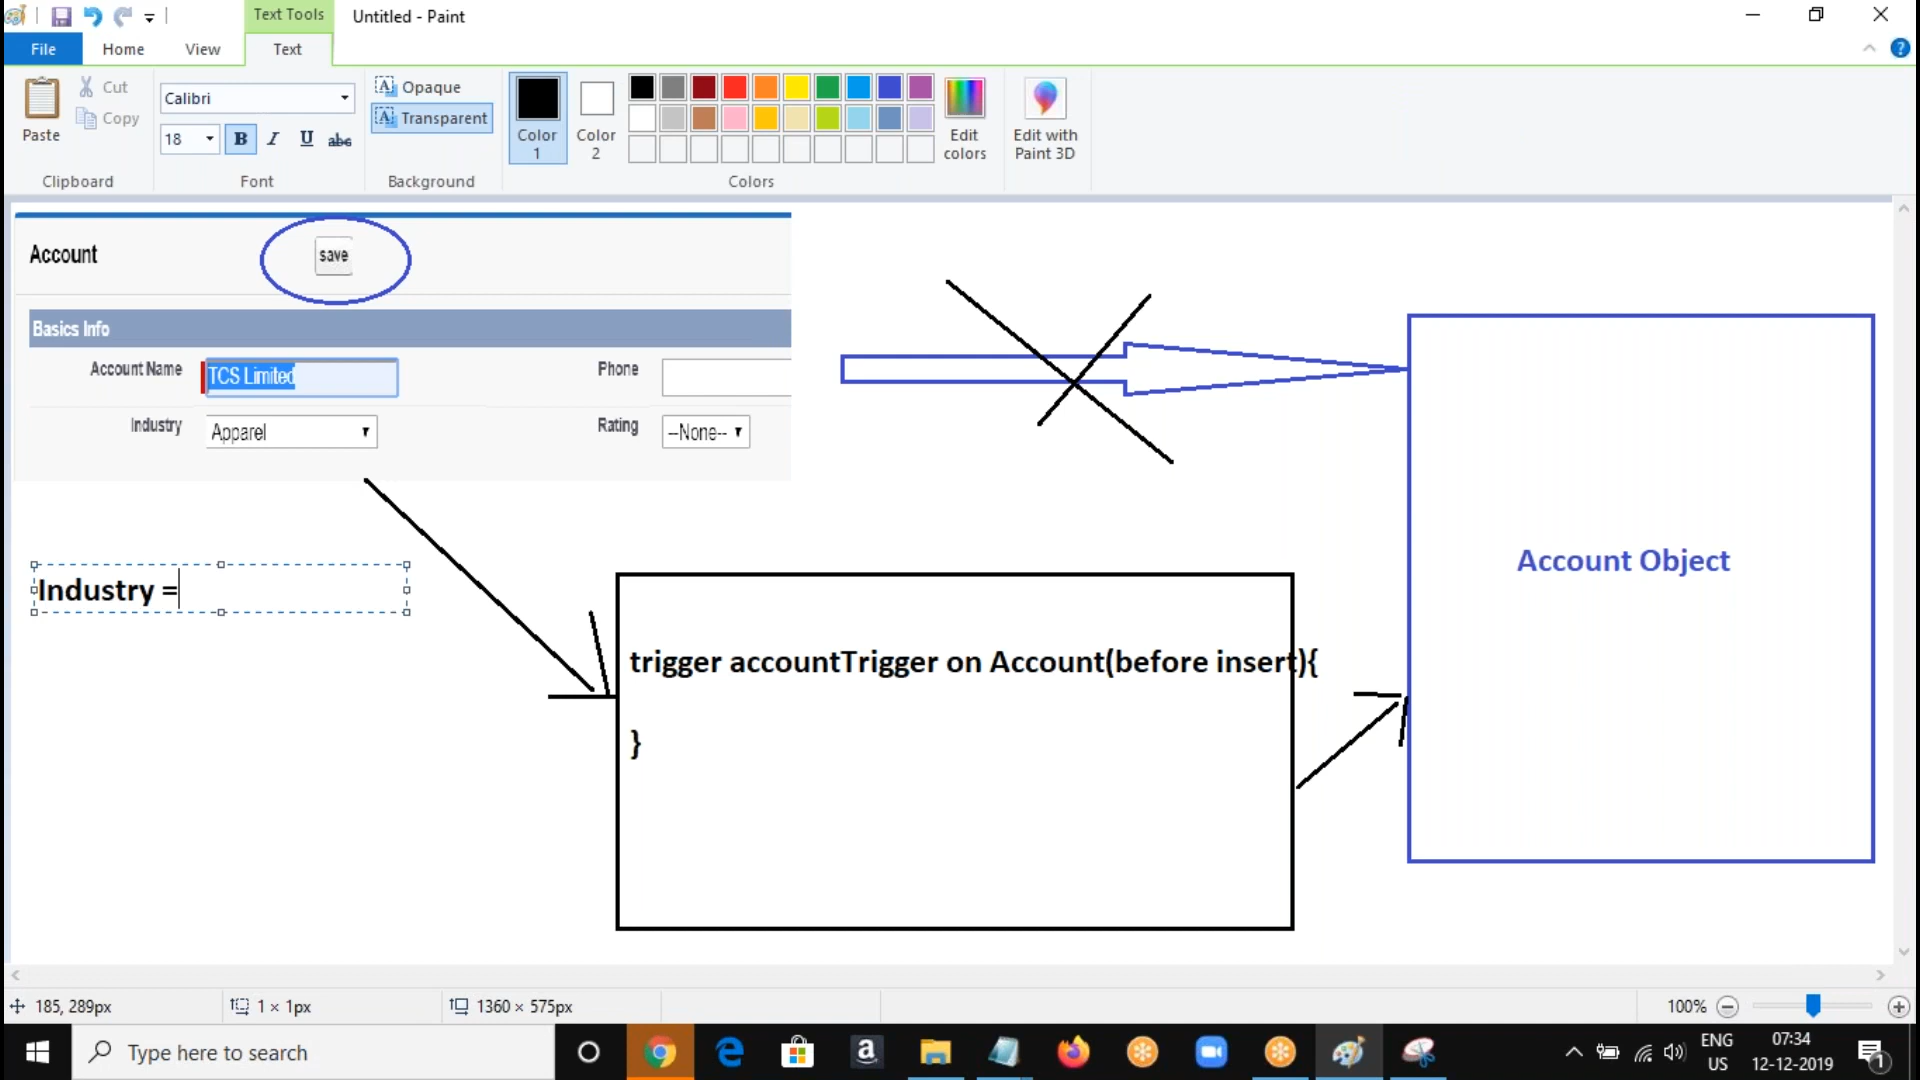 Text Tools
Untitled - Paint
File
Home
View
Text
Paste
Cut
Copy
Clipboard
Calibri
18
B
I
U
abc
Font
A Opaque
A Transparent
Background
Color
1
Color
2
Colors
Edit
colors
Edit with
Paint 3D
Account
save
Basics Info
Account Name
TCS Limited
Phone
Industry
Apparel
Rating
--None--
Industry =
trigger accountTrigger on Account(before insert){
}
Account Object
185, 289px
1 × 1px
1360 × 575px
100%
Type here to search
ENG
US
07:34
12-12-2019
1